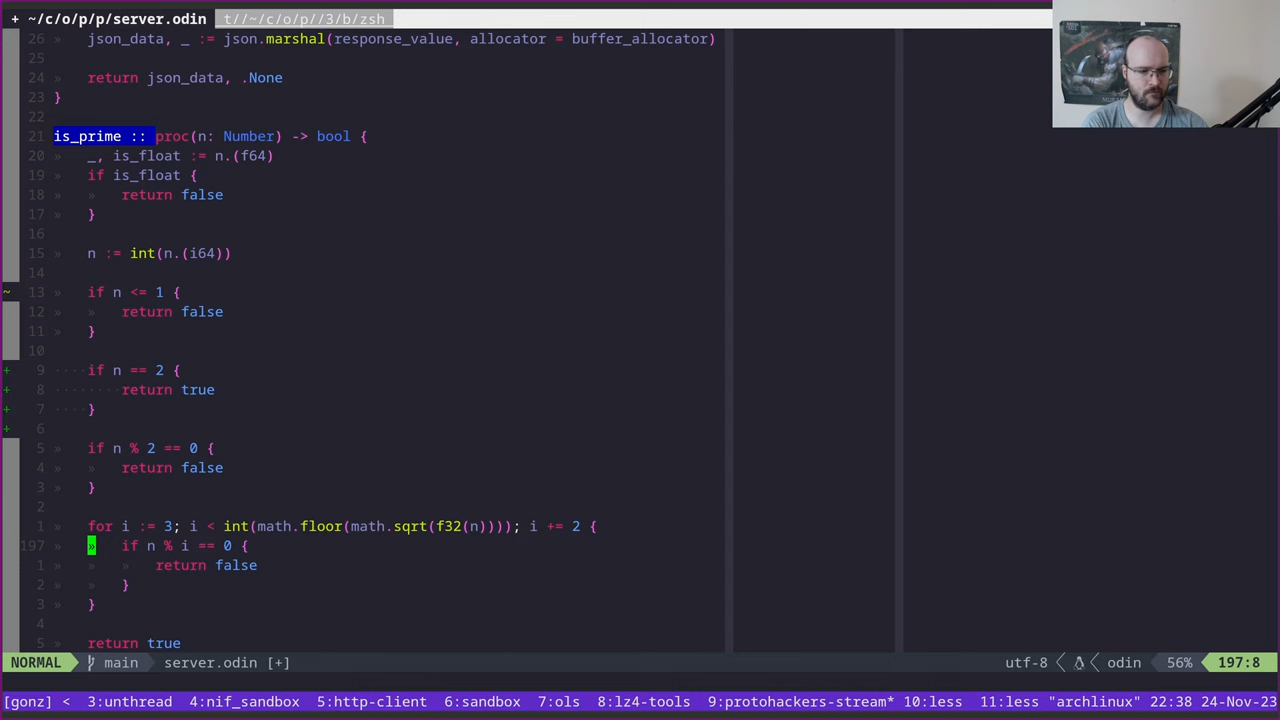 + ~/c/o/p/p/server.odin t//~/c/o/p//3/b/zsh
26 » json_data, _ := json.marshal(response_value, allocator = buffer_allocator)
25
24 » return json_data, .None
23 }
22
21 is_prime :: proc(n: Number) -> bool {
20 » _, is_float := n.(f64)
19 » if is_float {
18 » » return false
17 » }
16
15 » n := int(n.(i64))
14
~ 13 » if n <= 1 {
12 » » return false
11 » }
10
+ 9 ····if n == 2 {
+ 8 ········return true
+ 7 ····}
+ 6
5 » if n % 2 == 0 {
4 » » return false
3 » }
2
1 » for i := 3; i < int(math.floor(math.sqrt(f32(n)))); i += 2 {
197 » » if n % i == 0 {
1 » » » return false
2 » » }
3 » }
4
5 » return true
NORMAL main server.odin [+] utf-8 odin 56% 197:8
[gonz] < 3:unthread 4:nif_sandbox 5:http-client 6:sandbox 7:ols 8:lz4-tools 9:protohackers-stream* 10:less 11:less "archlinux" 22:38 24-Nov-23